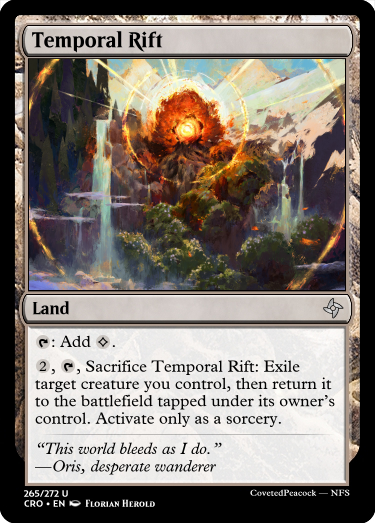 Temporal Rift
Land
: Add .
2, , Sacrifice Temporal Rift: Exile
target creature you control, then return it
to the battlefield tapped under its owner's
control. Activate only as a sorcery.
“This world bleeds as I do.”
—Oris, desperate wanderer
265/272 U
CRO • EN Florian Herold
CovetedPeacock — NFS